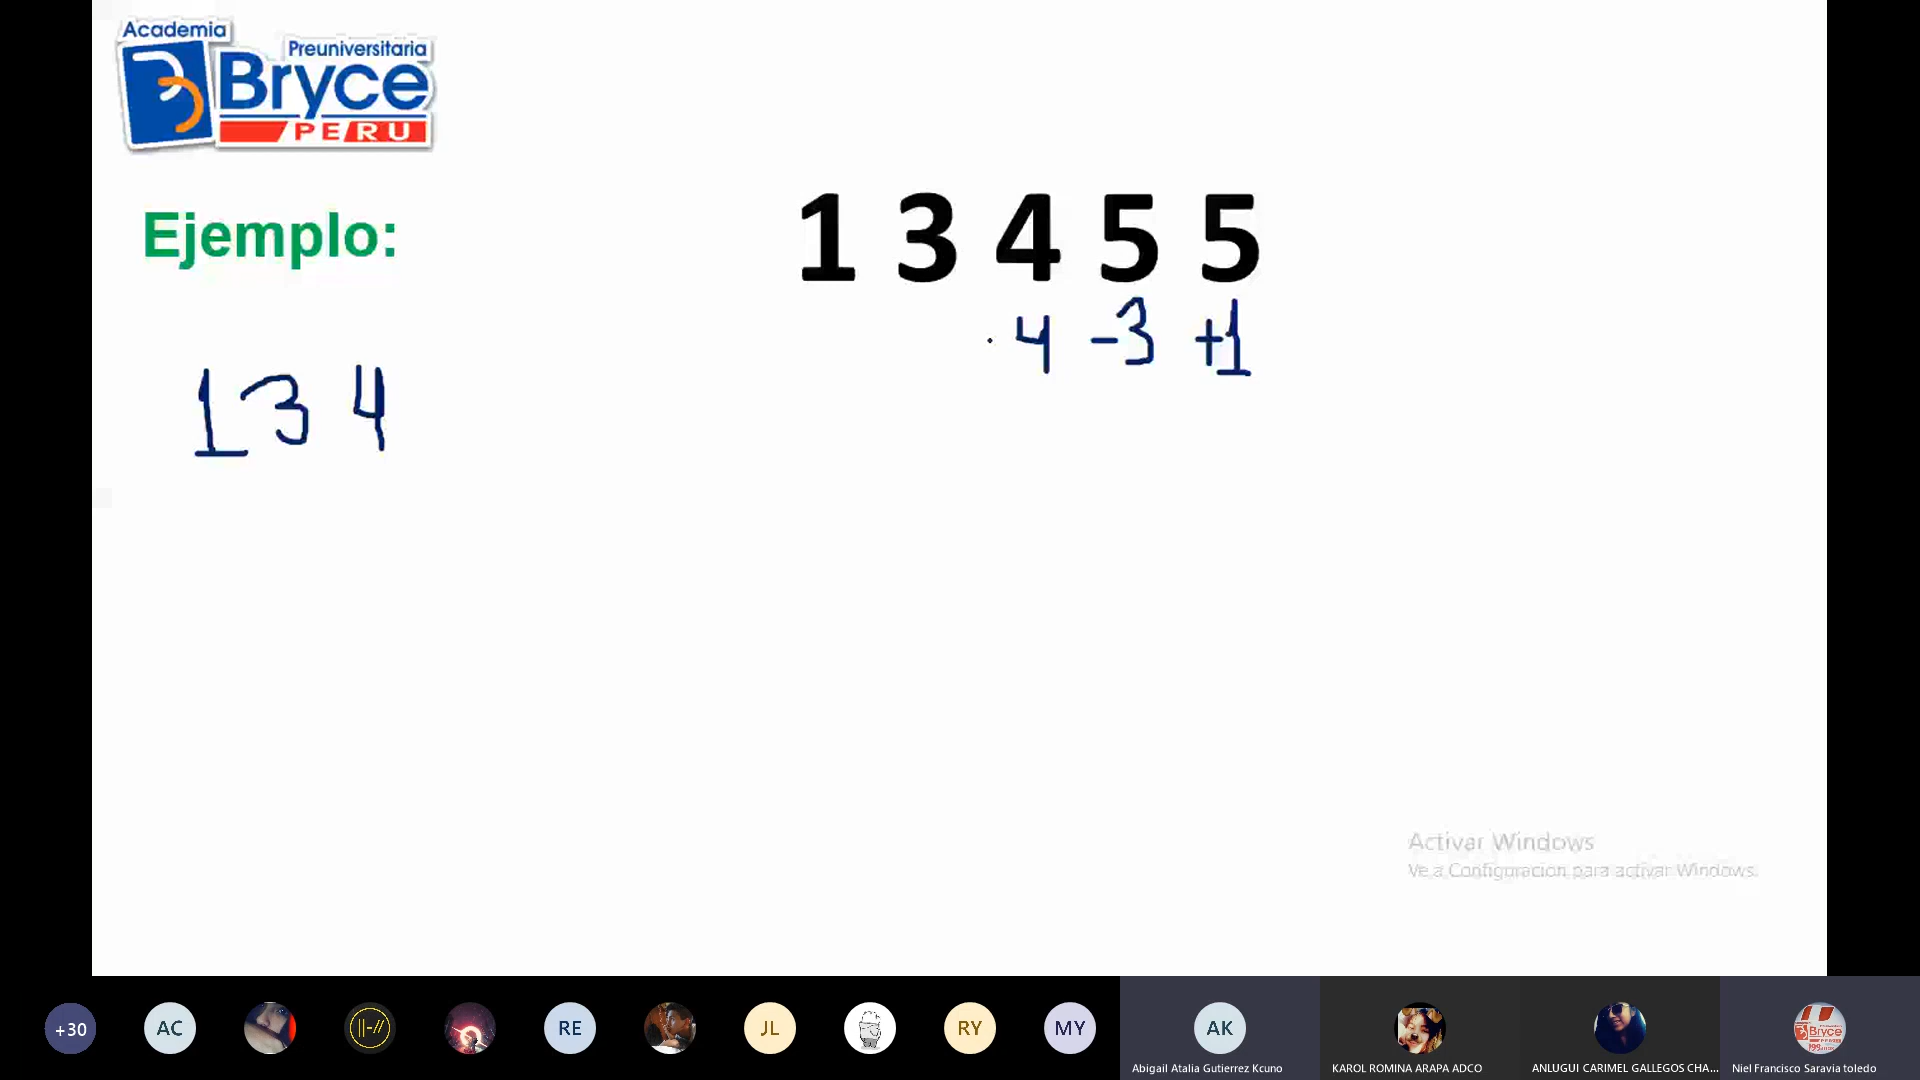 Academia
Preuniversitaria
Bryce
PERU
1 3 4 5 5
Ejemplo:
4 -3 +1
1 3 4
Activar Windows
Ve a Configuración para activar Windows.
+30
AC
RE
JL
RY
MY
AK
Abigail Atalia Gutierrez Kcuno
KAROL ROMINA ARAPA ADCO
ANLUGUI CARIMEL GALLEGOS CHA...
Bryce
Niel Francisco Saravia toledo